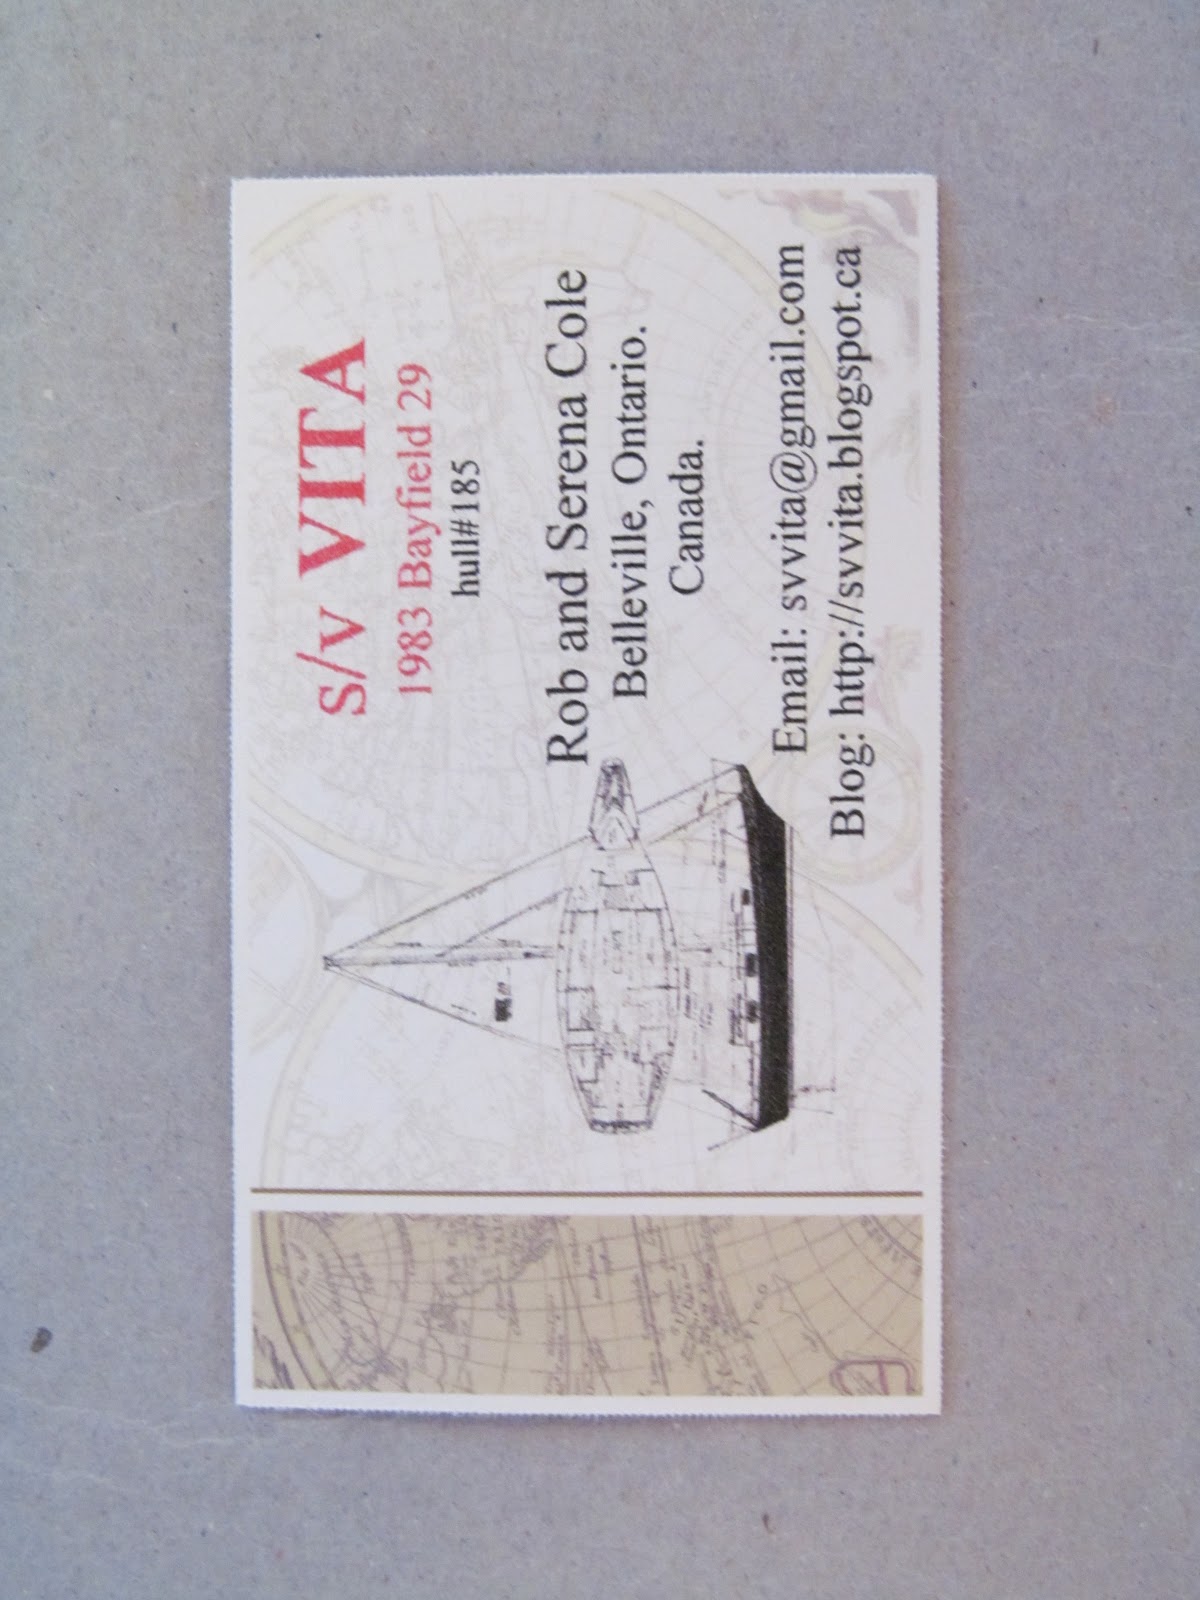 s/v VITA
1983 Bayfield 29
hull#185
Rob and Serena Cole
Belleville, Ontario.
Canada.
Email: svvita@gmail.com
Blog: http://svvita.blogspot.ca